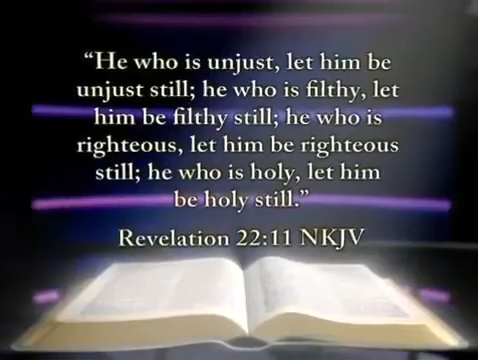 “He who is unjust, let him be
unjust still; he who is filthy, let
him be filthy still; he who is
righteous, let him be righteous
still; he who is holy, let him
be holy still.”
Revelation 22:11 NKJV